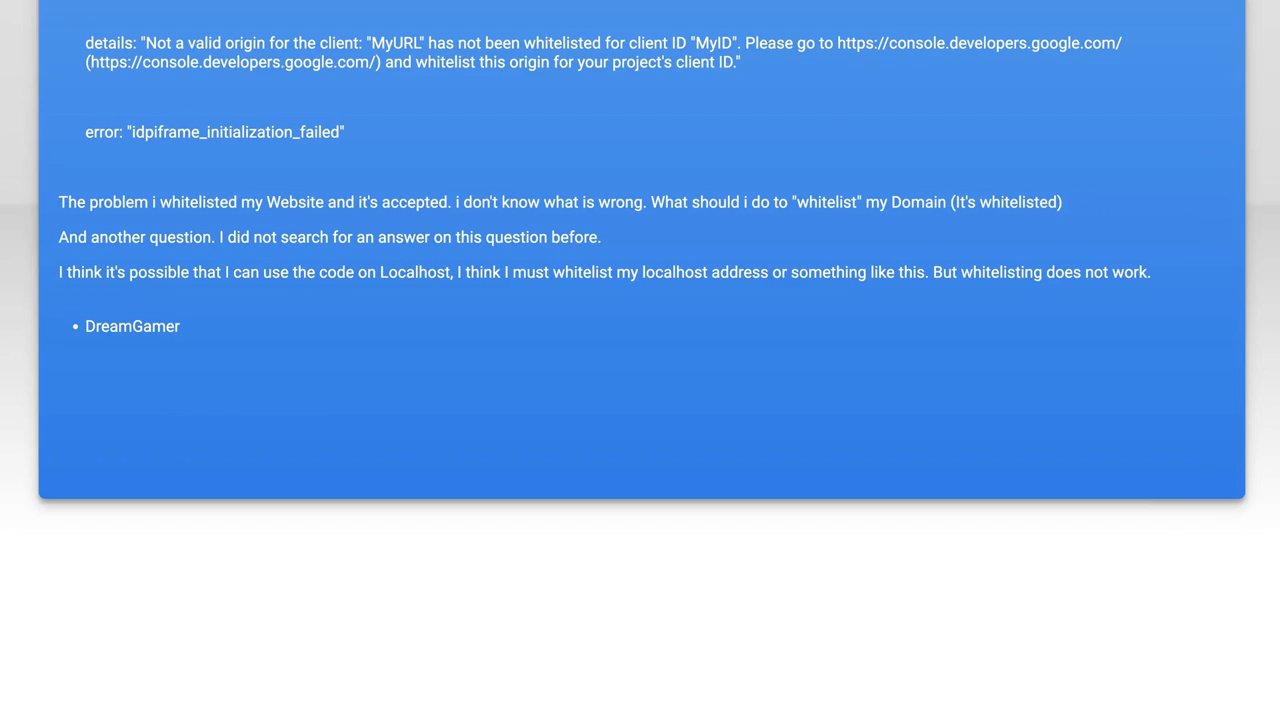 details: "Not a valid origin for the client: "MyURL" has not been whitelisted for client ID "MyID". Please go to https://console.developers.google.com/
(https://console.developers.google.com/) and whitelist this origin for your project's client ID."
error: "idpiframe_initialization_failed"
The problem i whitelisted my Website and it's accepted. i don't know what is wrong. What should i do to "whitelist" my Domain (It's whitelisted)
And another question. I did not search for an answer on this question before.
I think it's possible that I can use the code on Localhost, I think I must whitelist my localhost address or something like this. But whitelisting does not work.
• DreamGamer